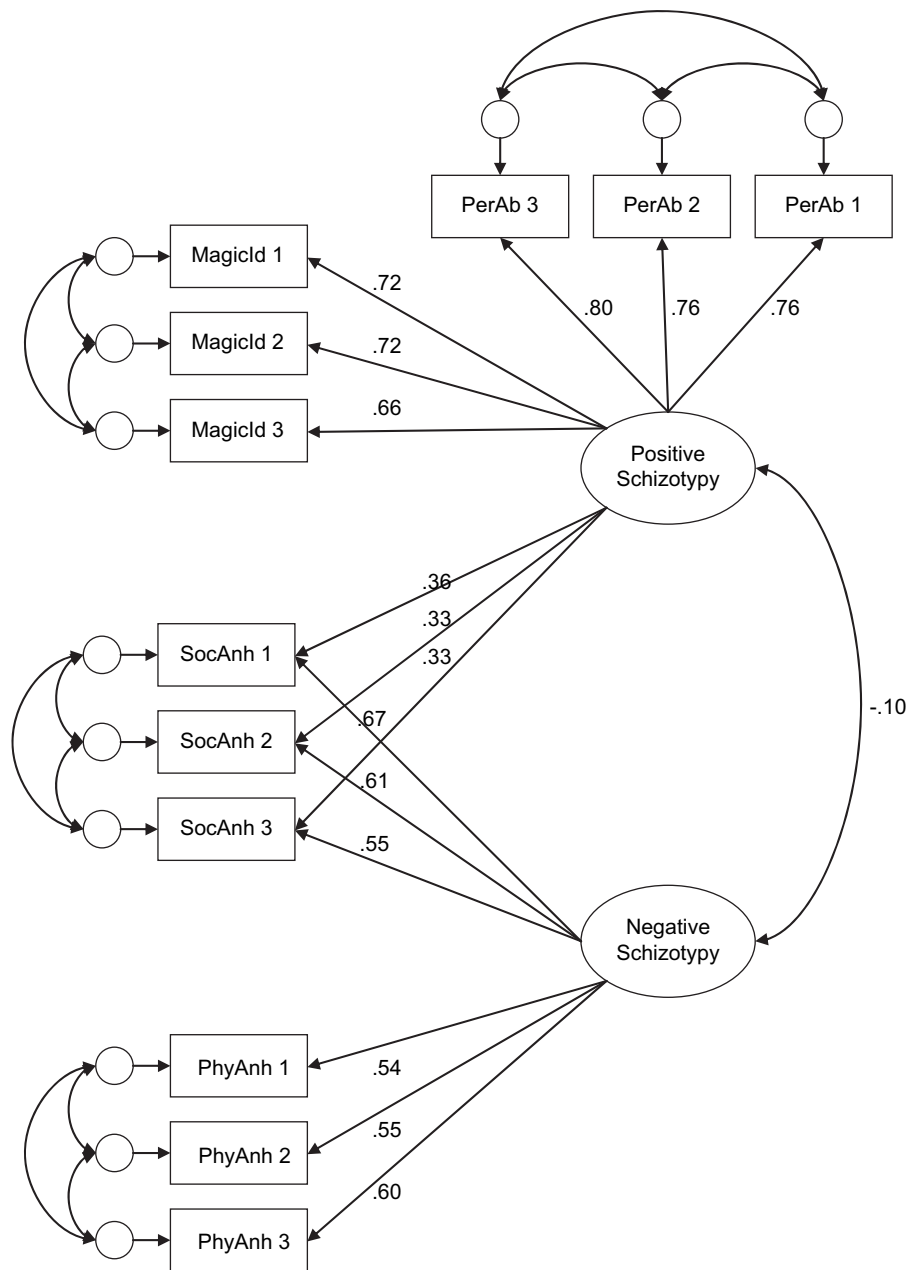 PerAb 3
PerAb 2
PerAb 1
MagicId 1
MagicId 2
MagicId 3
.72
.72
.66
.80
.76
.76
Positive
Schizotypy
.36
.33
.33
SocAnh 1
SocAnh 2
SocAnh 3
.67
.61
.55
-.10
Negative
Schizotypy
PhyAnh 1
PhyAnh 2
PhyAnh 3
.54
.55
.60